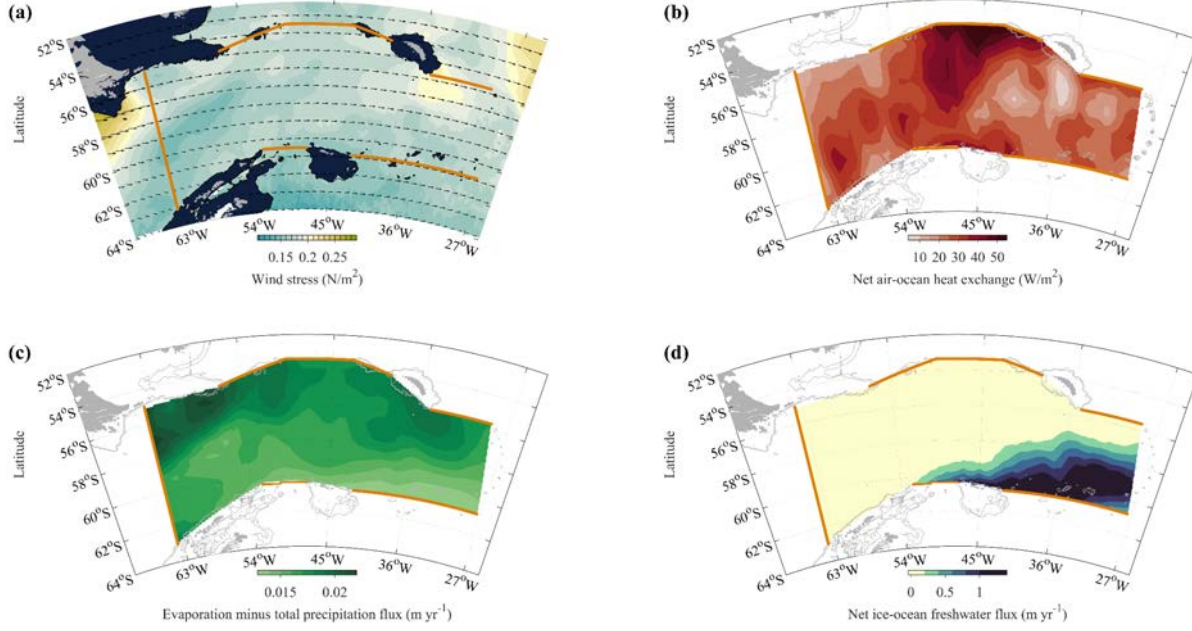 (a)
52°S
54°S
56°S
58°S
60°S
62°S
64°S
Latitude
63°W
54°W
45°W
36°W
27°W
0.15 0.2 0.25
Wind stress (N/m²)
(b)
52°S
54°S
56°S
58°S
60°S
62°S
64°S
Latitude
63°W
54°W
45°W
36°W
27°W
10 20 30 40 50
Net air-ocean heat exchange (W/m²)
(c)
52°S
54°S
56°S
58°S
60°S
62°S
64°S
Latitude
63°W
54°W
45°W
36°W
27°W
0.015 0.02
Evaporation minus total precipitation flux (m yr⁻¹)
(d)
52°S
54°S
56°S
58°S
60°S
62°S
64°S
Latitude
63°W
54°W
45°W
36°W
27°W
0 0.5 1
Net ice-ocean freshwater flux (m yr⁻¹)